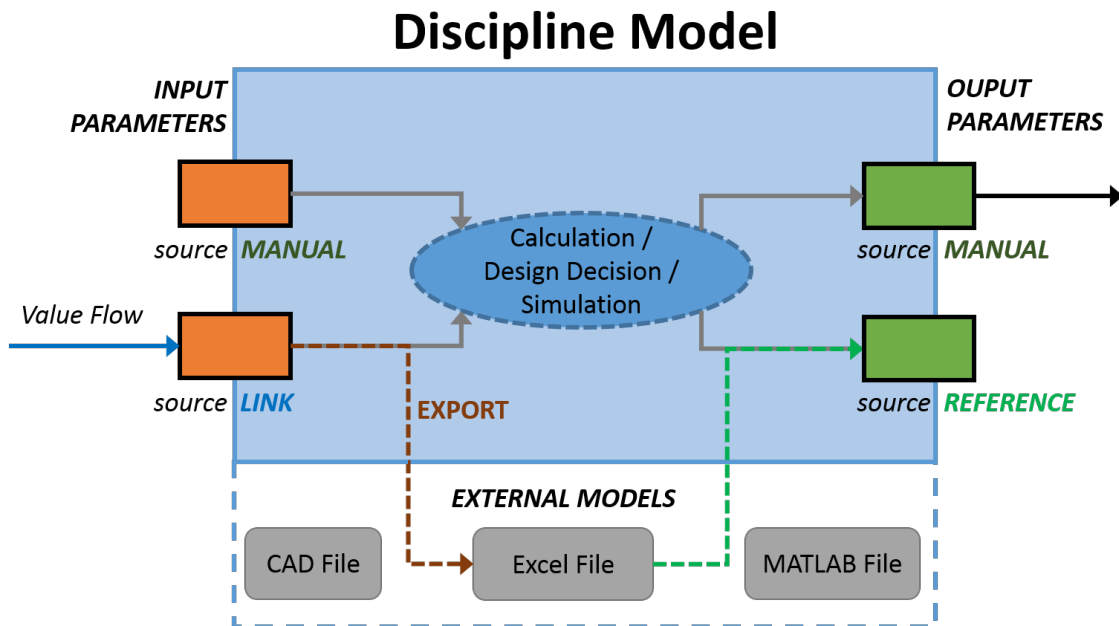 Discipline Model
INPUT
PARAMETERS
OUPUT
PARAMETERS
source MANUAL
Calculation /
Design Decision /
Simulation
source MANUAL
Value Flow
source LINK
EXPORT
source REFERENCE
EXTERNAL MODELS
CAD File
Excel File
MATLAB File